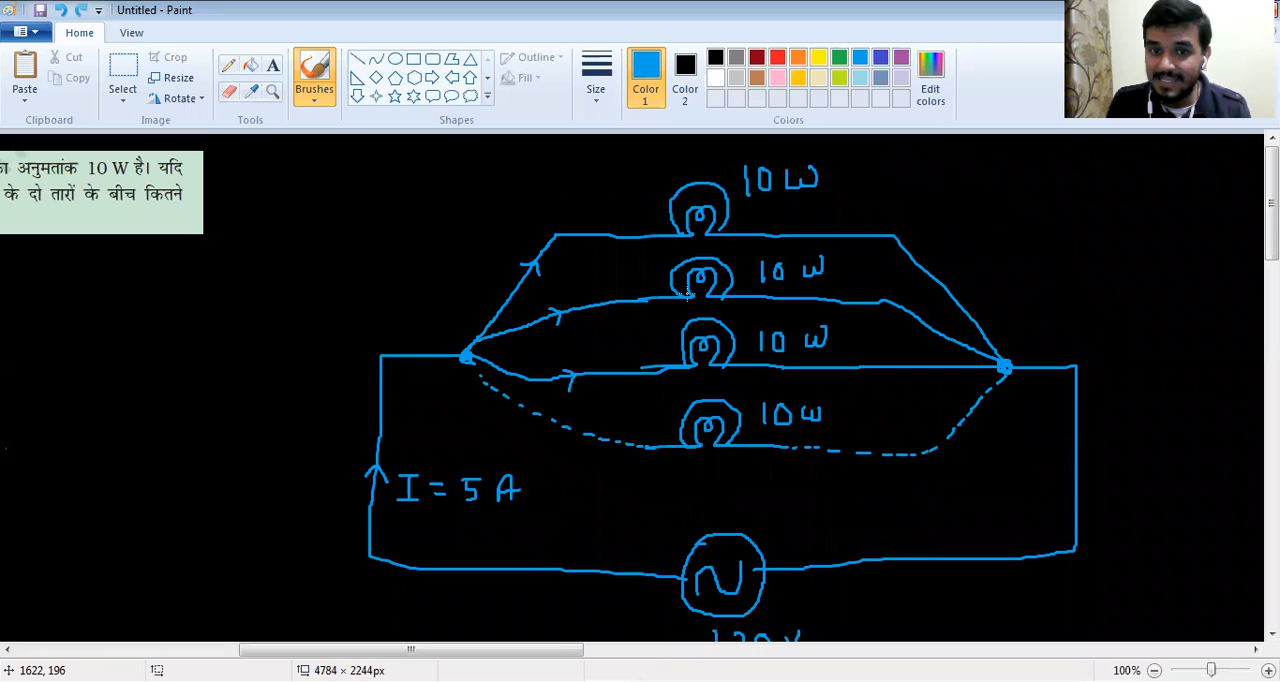 Untitled - Paint
Home View
Paste
Cut
Copy
Clipboard
Select
Crop
Resize
Rotate
Image
Tools
Brushes
Shapes
Outline
Fill
Size
Color 1
Color 2
Colors
Edit colors
अनुमतांक 10 W है। यदि
के दो तारों के बीच कितने
10 W
10 W
10 W
10 W
I = 5 A
1622, 196
4784 × 2244px
100%